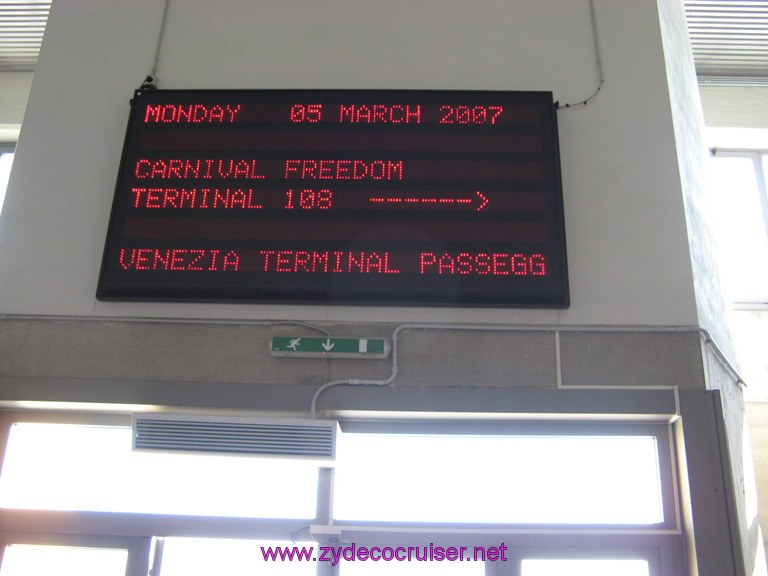 MONDAY 05 MARCH 2007
CARNIVAL FREEDOM
TERMINAL 108 ------>
VENEZIA TERMINAL PASSEGG
www.zydecocruiser.net